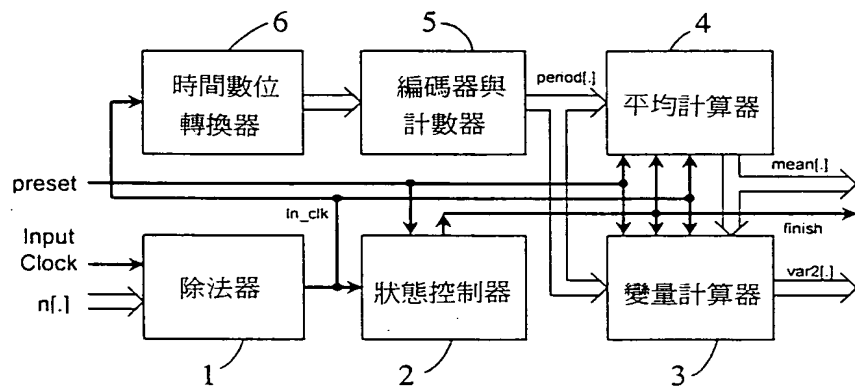 6
5
4
時間數位
轉換器
編碼器與
計數器
period[.]
平均計算器
preset
mean[.]
In_clk
finish
Input
Clock
n[.]
除法器
狀態控制器
變量計算器
var2[.]
1
2
3